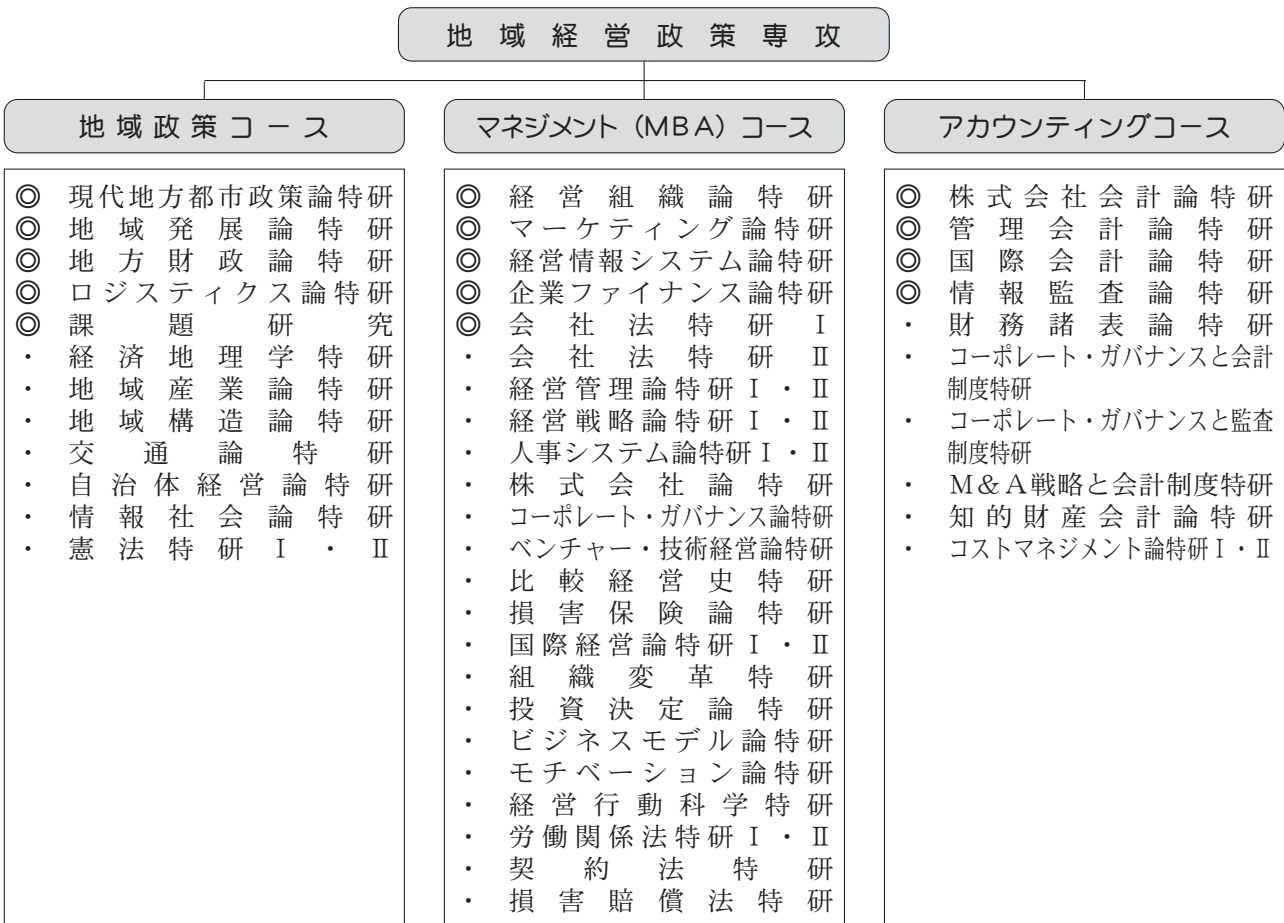 地域経営政策専攻
地域政策コース
◎ 現代地方都市政策論特研
◎ 地域発展論特研
◎ 地方財政論特研
◎ ロジスティクス論特研
◎ 課題研究
・ 経済地理学特研
・ 地域産業論特研
・ 地域構造論特研
・ 交通論特研
・ 自治体経営論特研
・ 情報社会論特研
・ 憲法特研Ⅰ・Ⅱ
マネジメント（MBA）コース
◎ 経営組織論特研
◎ マーケティング論特研
◎ 経営情報システム論特研
◎ 企業ファイナンス論特研
◎ 会社法特研Ⅰ
・ 会社法特研Ⅱ
・ 経営管理論特研Ⅰ・Ⅱ
・ 経営戦略論特研Ⅰ・Ⅱ
・ 人事システム論特研Ⅰ・Ⅱ
・ 株式会社論特研
・ コーポレート・ガバナンス論特研
・ ベンチャー・技術経営論特研
・ 比較経営史特研
・ 損害保険論特研
・ 国際経営論特研Ⅰ・Ⅱ
・ 組織変革特研
・ 投資決定論特研
・ ビジネスモデル論特研
・ モチベーション論特研
・ 経営行動科学特研
・ 労働関係法特研Ⅰ・Ⅱ
・ 契約法特研
・ 損害賠償法特研
アカウンティングコース
◎ 株式会社会計論特研
◎ 管理会計論特研
◎ 国際会計論特研
◎ 情報監査論特研
・ 財務諸表論特研
・ コーポレート・ガバナンスと会計
制度特研
・ コーポレート・ガバナンスと監査
制度特研
・ M&A戦略と会計制度特研
・ 知的財産会計論特研
・ コストマネジメント論特研Ⅰ・Ⅱ